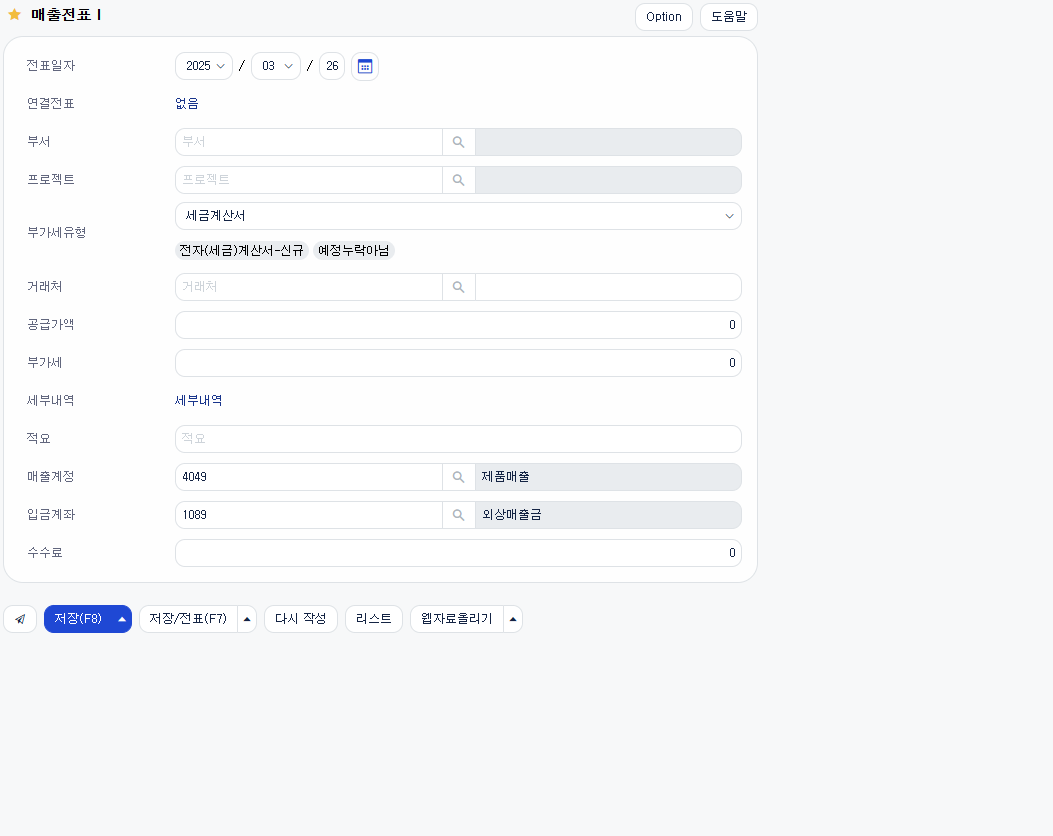 매출전표 I
Option 도움말
전표일자 2025 / 03 / 26
연결전표 없음
부서 부서
프로젝트 프로젝트
세금계산서
부가세유형
전자(세금)계산서-신규 예정누락아님
거래처 거래처
공급가액 0
부가세 0
세부내역 세부내역
적요 적요
매출계정 4049 제품매출
입금계좌 1089 외상매출금
수수료 0
저장(F8) 저장/전표(F7) 다시 작성 리스트 웹자료올리기